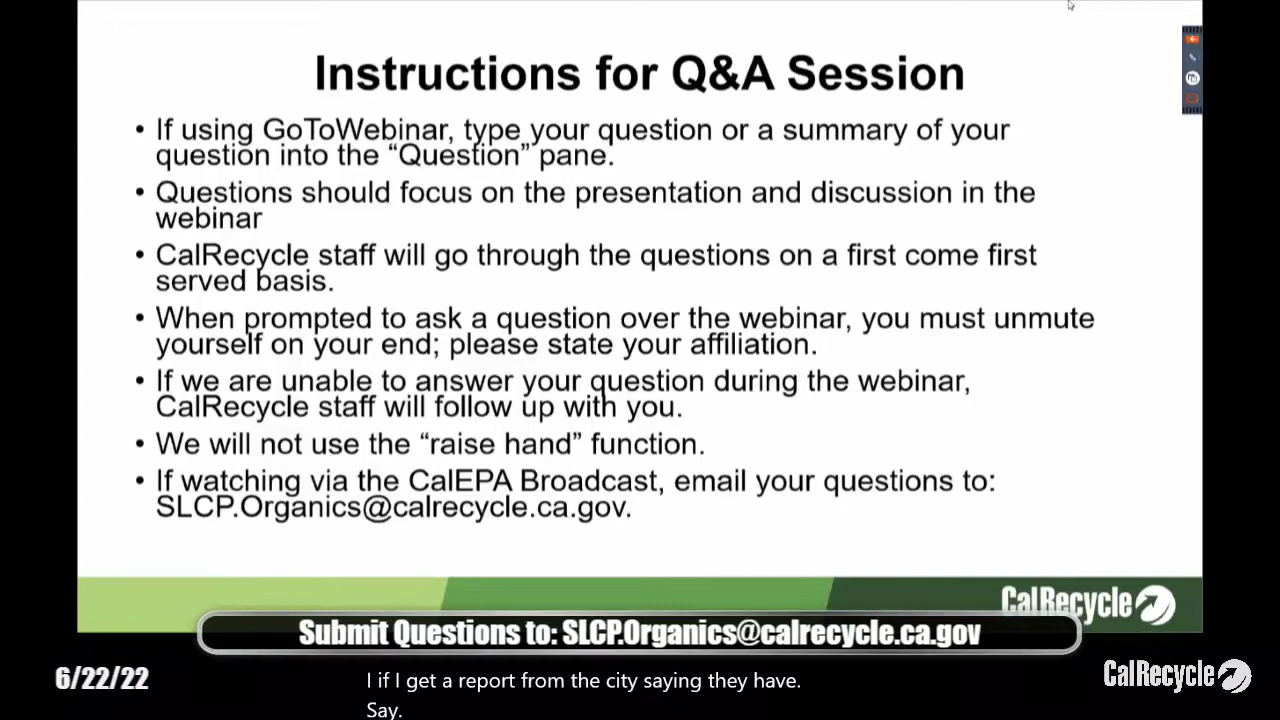 Instructions for Q&A Session
• If using GoToWebinar, type your question or a summary of your
question into the “Question” pane.
• Questions should focus on the presentation and discussion in the
webinar
• CalRecycle staff will go through the questions on a first come first
served basis.
• When prompted to ask a question over the webinar, you must unmute
yourself on your end; please state your affiliation.
• If we are unable to answer your question during the webinar,
CalRecycle staff will follow up with you.
• We will not use the “raise hand” function.
• If watching via the CalEPA Broadcast, email your questions to:
SLCP.Organics@calrecycle.ca.gov.
CalRecycle
Submit Questions to: SLCP.Organics@calrecycle.ca.gov
6/22/22
I if I get a report from the city saying they have.
Say.
CalRecycle